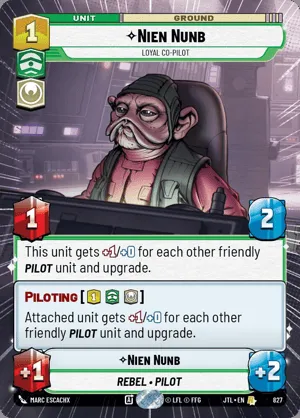 UNIT GROUND
1 ✧NIEN NUNB
LOYAL CO-PILOT
1 2
This unit gets +1/+0 for each other friendly
PILOT unit and upgrade.
PILOTING [1]
Attached unit gets +1/+0 for each other
friendly PILOT unit and upgrade.
✧NIEN NUNB
+1 REBEL • PILOT +2
MARC ESCACHX © LFL © FFG JTL • EN 827